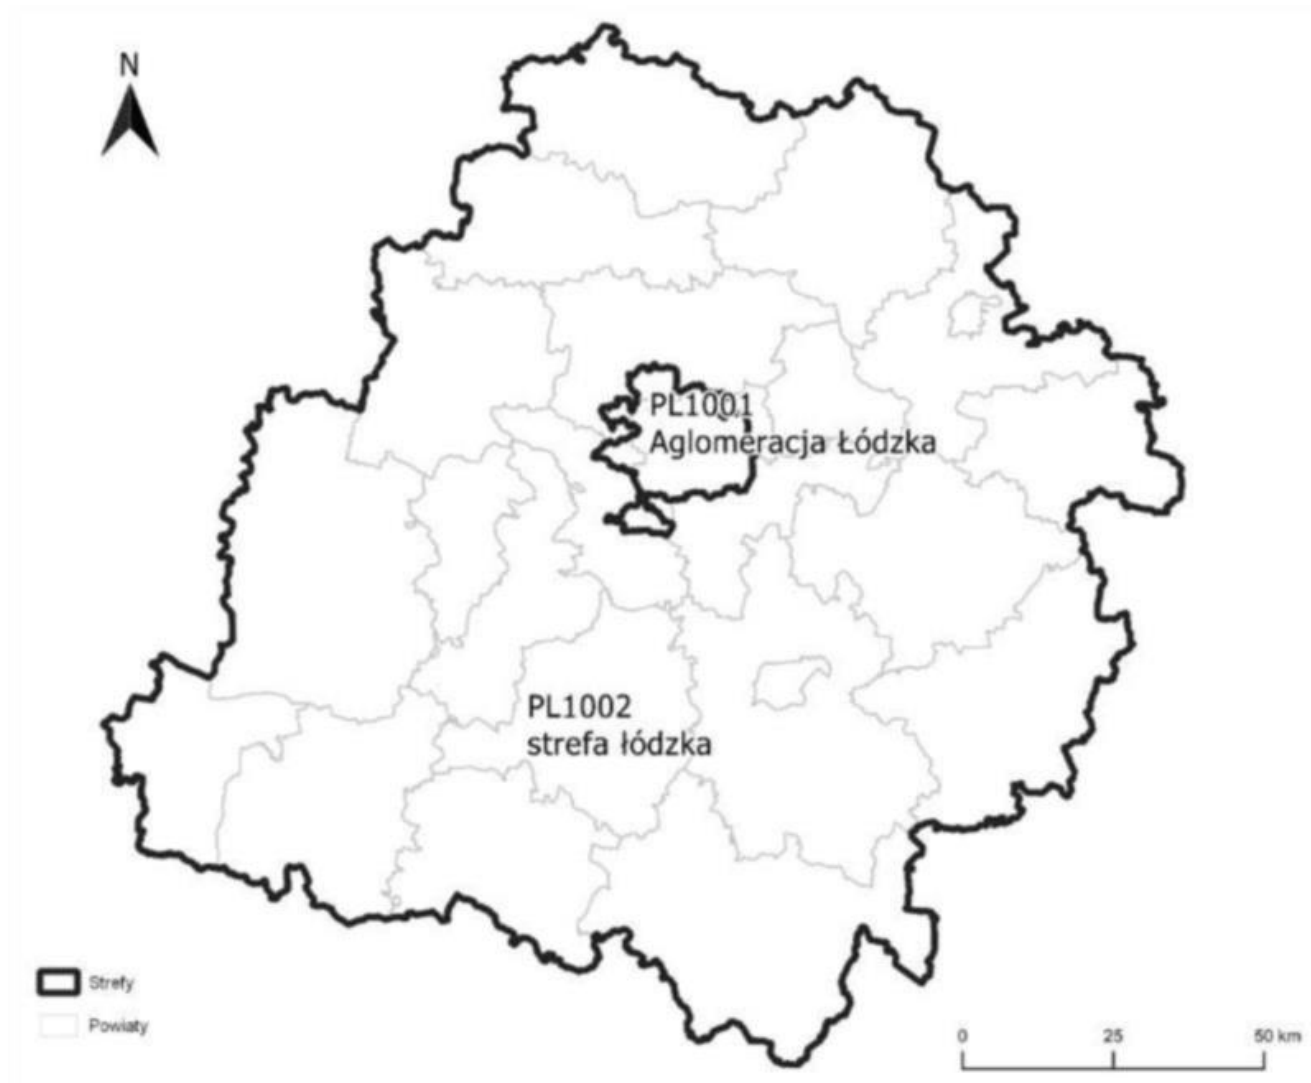 N
PL1001
Aglomeracja Łódzka
PL1002
strefa łódzka
Strefy
Powiaty
0 25 50 km